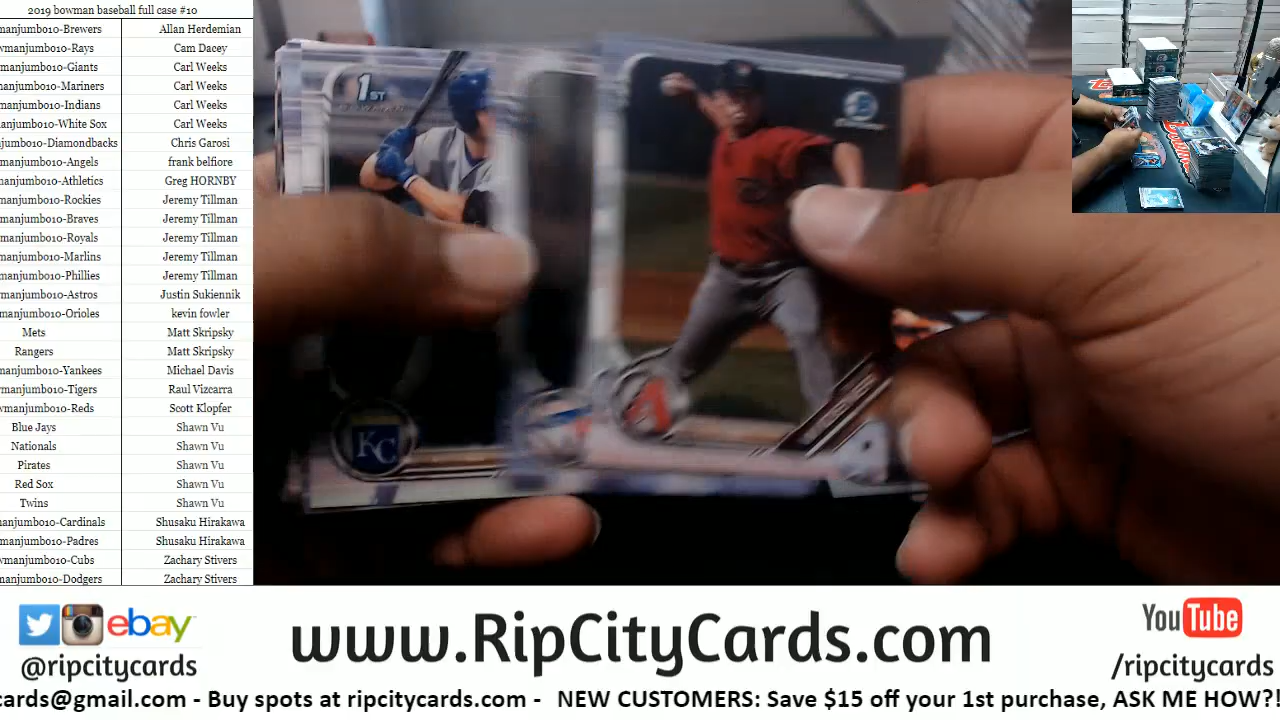 2019 bowman baseball full case #10
wmanjumbo10-Brewers Allan Herdemian
vmanjumbo10-Rays Cam Dacey
manjumbo10-Giants Carl Weeks
manjumbo10-Mariners Carl Weeks
manjumbo10-Indians Carl Weeks
anjumbo10-White Sox Carl Weeks
njumbo10-Diamondbacks Chris Garosi
manjumbo10-Angels frank belfiore
manjumbo10-Athletics Greg HORNBY
manjumbo10-Rockies Jeremy Tillman
manjumbo10-Braves Jeremy Tillman
manjumbo10-Royals Jeremy Tillman
manjumbo10-Marlins Jeremy Tillman
manjumbo10-Phillies Jeremy Tillman
manjumbo10-Astros Justin Sukiennik
manjumbo10-Orioles kevin fowler
Mets Matt Skripsky
Rangers Matt Skripsky
manjumbo10-Yankees Michael Davis
vmanjumbo10-Tigers Raul Vizcarra
wmanjumbo10-Reds Scott Klopfer
Blue Jays Shawn Vu
Nationals Shawn Vu
Pirates Shawn Vu
Red Sox Shawn Vu
Twins Shawn Vu
anjumbo10-Cardinals Shusaku Hirakawa
manjumbo10-Padres Shusaku Hirakawa
wmanjumbo10-Cubs Zachary Stivers
manjumbo10-Dodgers Zachary Stivers
1ST
KC
ebay
@ripcitycards
www.RipCityCards.com
YouTube
/ripcitycards
cards@gmail.com - Buy spots at ripcitycards.com - NEW CUSTOMERS: Save $15 off your 1st purchase, ASK ME HOW?!